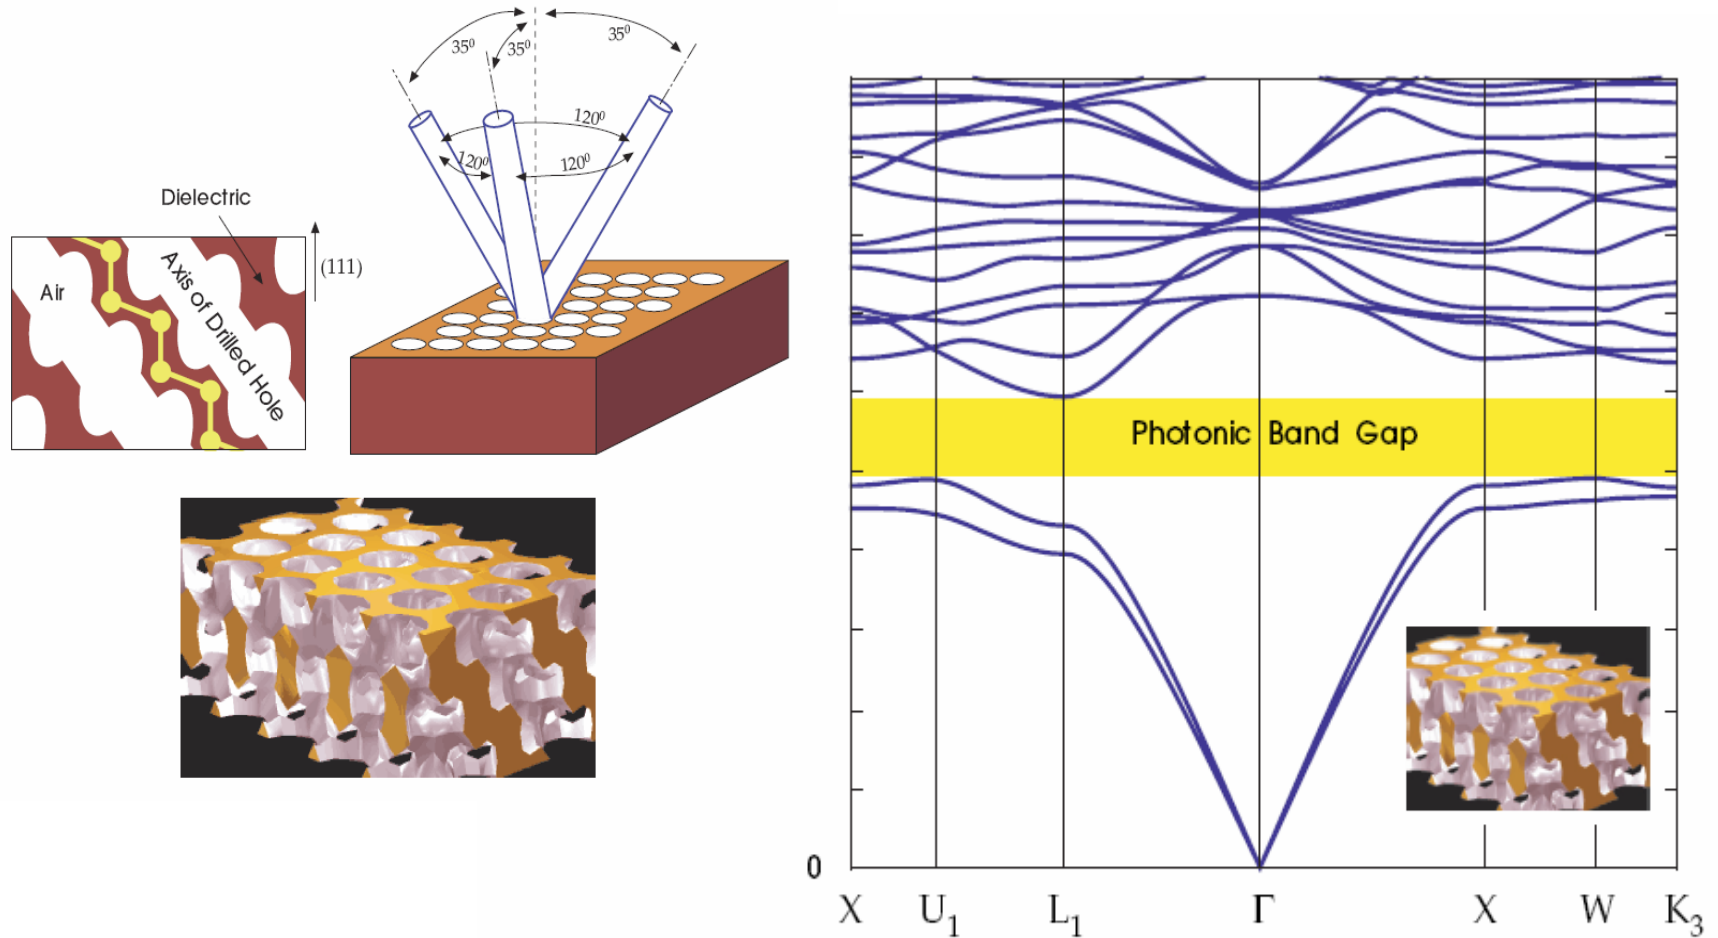 35⁰
35⁰
35⁰
120⁰
120⁰
120⁰
Dielectric
(111)
Air
Axis of Drilled Hole
Photonic Band Gap
0
X U₁ L₁ Γ X W K₃